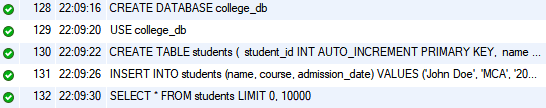 128 22:09:16 CREATE DATABASE college_db
129 22:09:20 USE college_db
130 22:09:22 CREATE TABLE students ( student_id INT AUTO_INCREMENT PRIMARY KEY, name ...
131 22:09:26 INSERT INTO students (name, course, admission_date) VALUES ('John Doe', 'MCA', '20...
132 22:09:30 SELECT * FROM students LIMIT 0, 10000